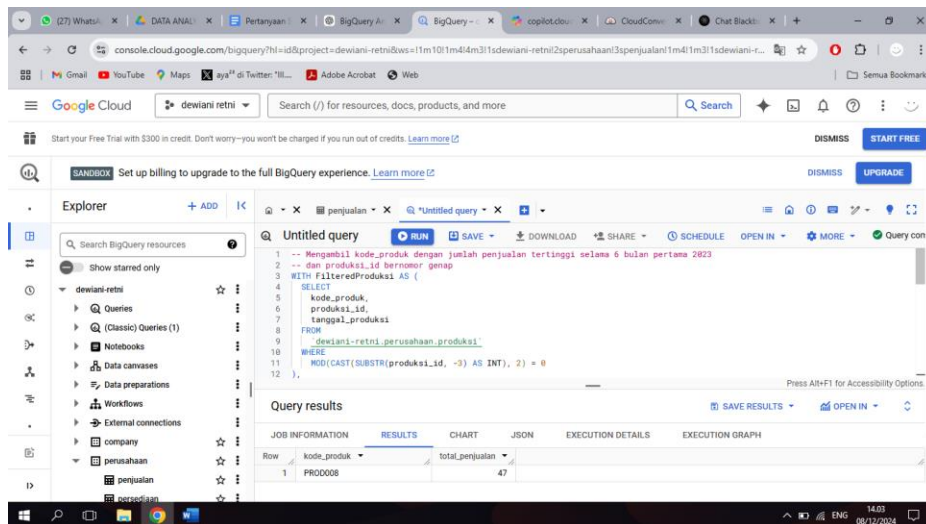 (27) WhatsA
DATA ANAL
Pertanyaan
BigQuery A
BigQuery –
copilot.clou
CloudConve
Chat Blackb
console.cloud.google.com/bigquery?hl=id&project=dewiani-retni&ws=!1m10!1m4!4m3!1sdewiani-retni!2sperusahaan!3spenjualan!1m4!1m3!1sdewiani-r...
Gmail YouTube Maps aya²¹ di Twitter: "Ill.... Adobe Acrobat Web
Semua Bookmark
Google Cloud
dewiani retni
Search (/) for resources, docs, products, and more
Search
Start your Free Trial with $300 in credit. Don't worry—you won't be charged if you run out of credits. Learn more
DISMISS START FREE
SANDBOX Set up billing to upgrade to the full BigQuery experience. Learn more
DISMISS UPGRADE
Explorer + ADD
Search BigQuery resources
Show starred only
dewiani-retni
Queries
(Classic) Queries (1)
Notebooks
Data canvases
Data preparations
Workflows
External connections
company
perusahaan
penjualan
persediaan
penjualan *Untitled query
Untitled query RUN SAVE DOWNLOAD SHARE SCHEDULE OPEN IN MORE Query con
1 -- Mengambil kode_produk dengan jumlah penjualan tertinggi selama 6 bulan pertama 2023
2 -- dan produksi_id bernomor genap
3 WITH FilteredProduksi AS (
4 SELECT
5 kode_produk,
6 produksi_id,
7 tanggal_produksi
8 FROM
9 `dewiani-retni.perusahaan.produksi`
10 WHERE
11 MOD(CAST(SUBSTR(produksi_id, -3) AS INT), 2) = 0
12 ),
Press Alt+F1 for Accessibility Options.
Query results
SAVE RESULTS OPEN IN
JOB INFORMATION RESULTS CHART JSON EXECUTION DETAILS EXECUTION GRAPH
Row kode_produk total_penjualan
1 PROD008 47
ENG
14.03
08/12/2024